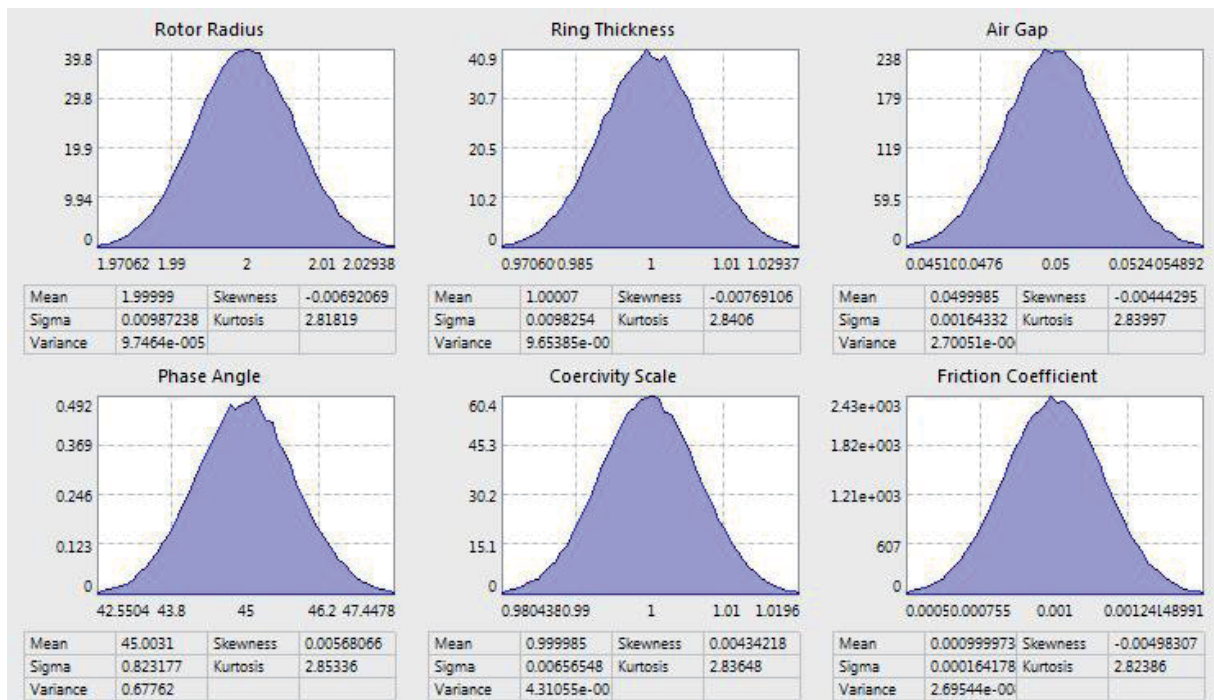 Rotor Radius
39.8
29.8
19.9
9.94
0
1.97062 1.99 2 2.01 2.02938
Mean 1.99999 Skewness -0.00692069
Sigma 0.00987238 Kurtosis 2.81819
Variance 9.7464e-005
Ring Thickness
40.9
30.7
20.5
10.2
0
0.970600.985 1 1.01 1.02937
Mean 1.00007 Skewness -0.00769106
Sigma 0.0098254 Kurtosis 2.8406
Variance 9.65385e-00
Air Gap
238
179
119
59.5
0
0.04510 0.0476 0.05 0.0524054892
Mean 0.0499985 Skewness -0.00444295
Sigma 0.00164332 Kurtosis 2.83997
Variance 2.70051e-00
Phase Angle
0.492
0.369
0.246
0.123
0
42.5504 43.8 45 46.2 47.4478
Mean 45.0031 Skewness 0.00568066
Sigma 0.823177 Kurtosis 2.85336
Variance 0.67762
Coercivity Scale
60.4
45.3
30.2
15.1
0
0.9804380.99 1 1.01 1.0196
Mean 0.999985 Skewness 0.00434218
Sigma 0.00656548 Kurtosis 2.83648
Variance 4.31055e-00
Friction Coefficient
2.43e+003
1.82e+003
1.21e+003
607
0
0.00050.000755 0.001 0.00124148991
Mean 0.000999973 Skewness -0.00498307
Sigma 0.000164178 Kurtosis 2.82386
Variance 2.69544e-00